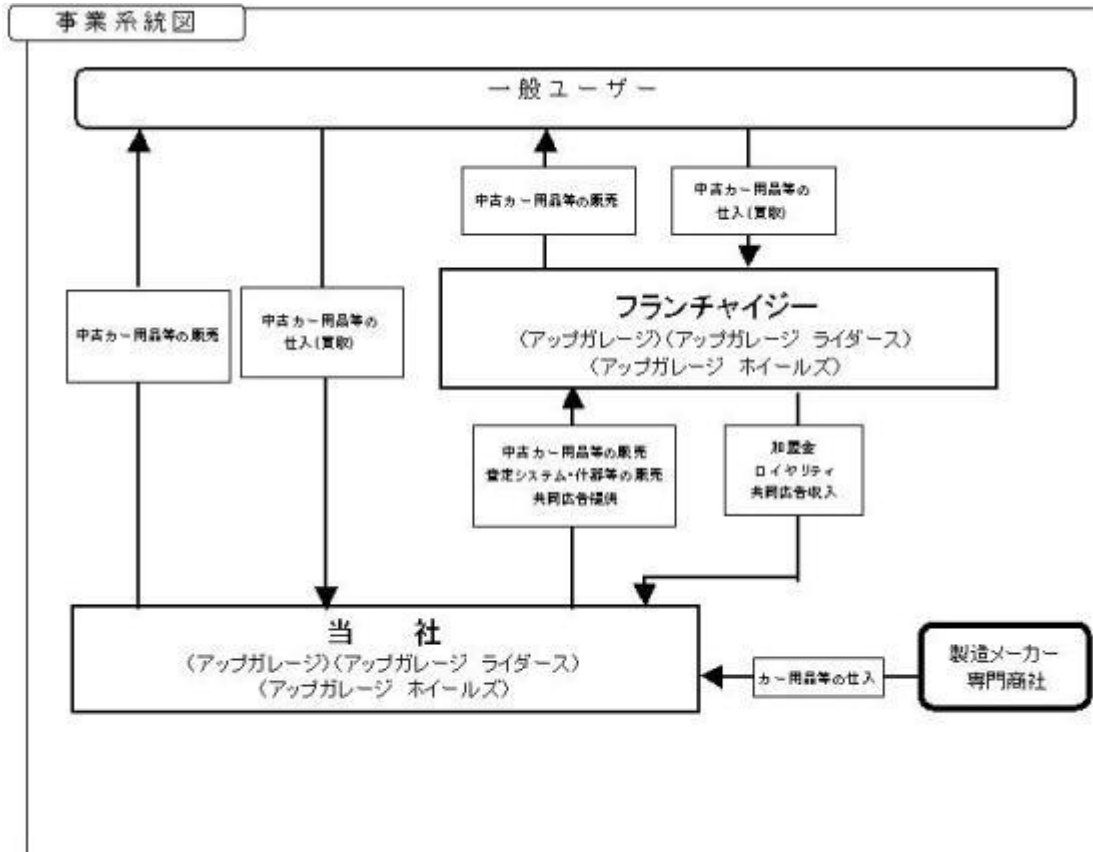 事業系統図
一般ユーザー
中古カー用品等の販売
中古カー用品等の
仕入(買取)
フランチャイジー
(アップガレージ)(アップガレージ ライダース)
(アップガレージ ホイールズ)
中古カー用品等の販売
中古カー用品等の
仕入(買取)
中古カー用品等の販売
査定システム・什器等の販売
共同広告提供
加盟金
ロイヤリティ
共同広告収入
当 社
(アップガレージ)(アップガレージ ライダース)
(アップガレージ ホイールズ)
カー用品等の仕入
製造メーカー
専門商社